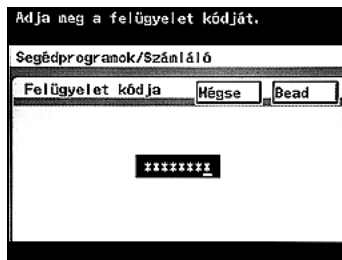 Adja meg a felügyelet kódját.
Segédprogramok/Számláló
Felügyelet kódja Mégse Bead
********